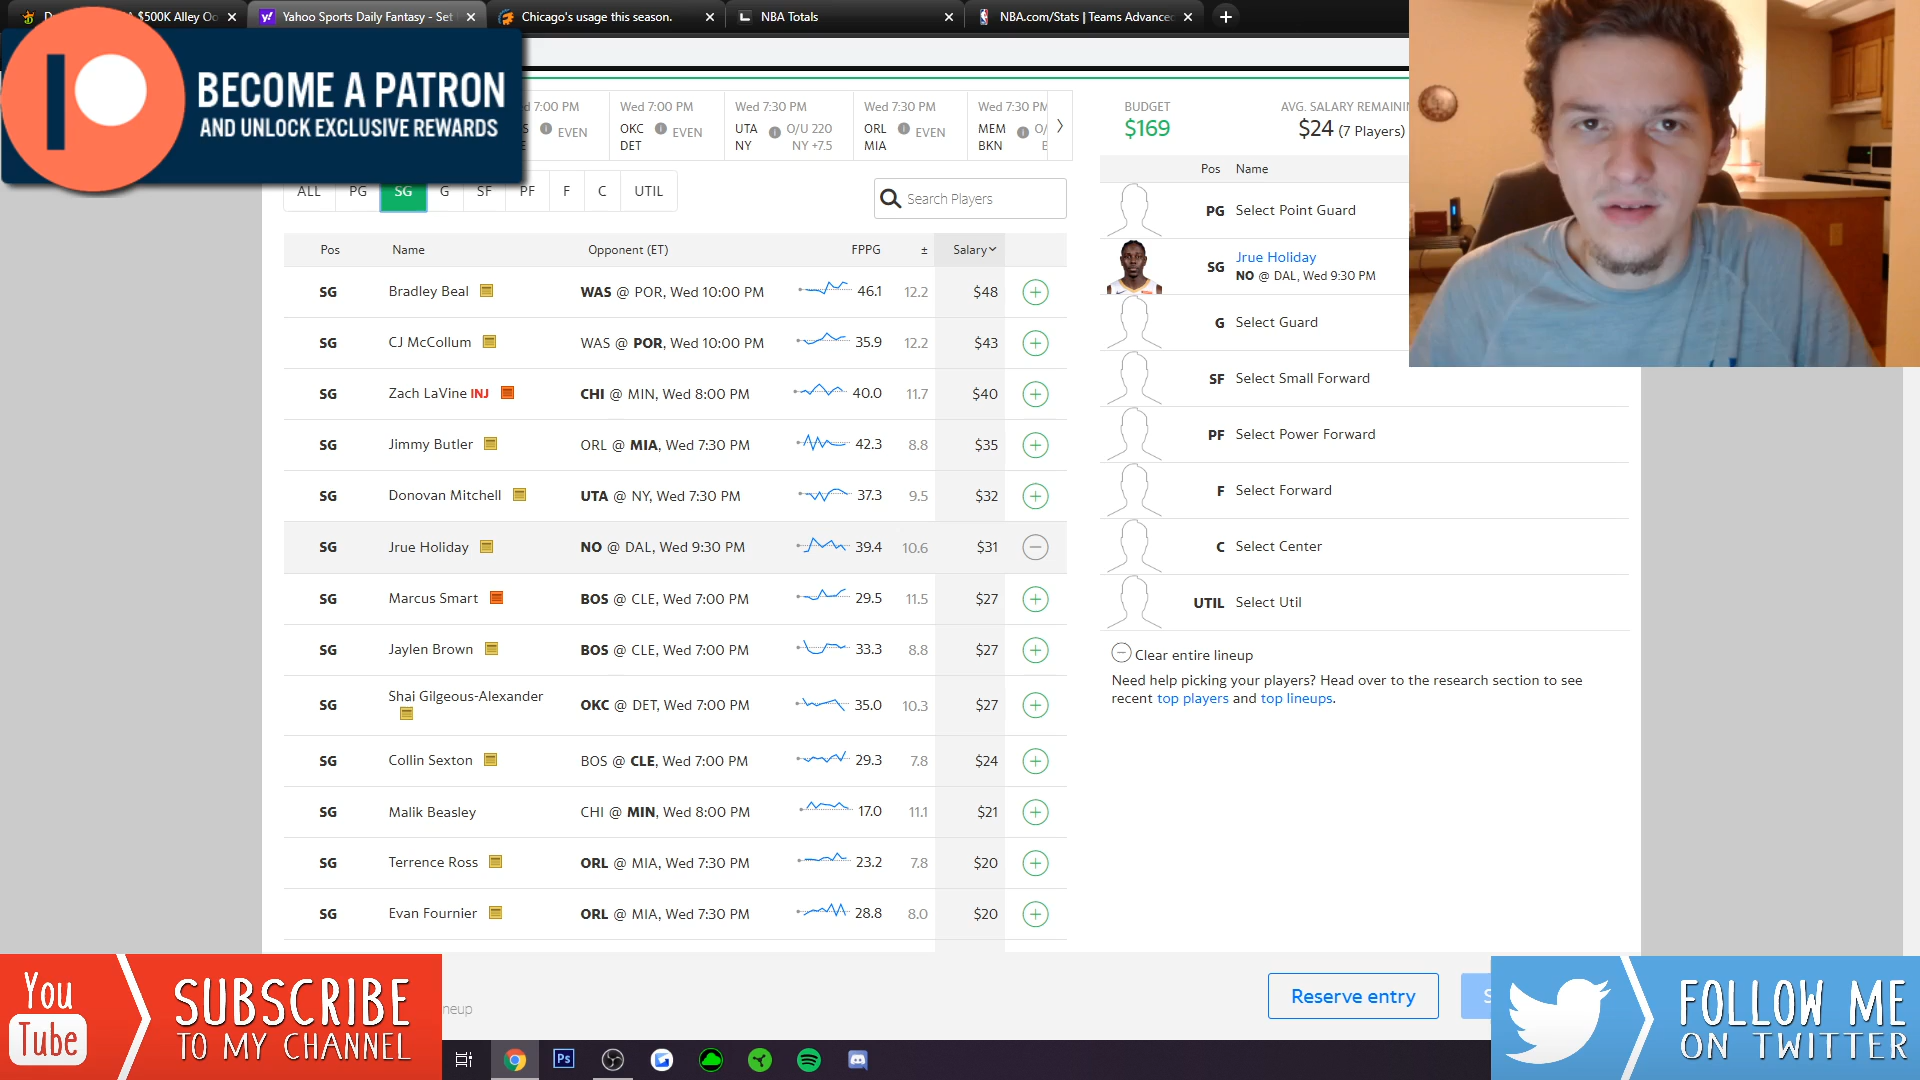 $500K Alley Oo
Yahoo Sports Daily Fantasy - Set
Chicago's usage this season.
NBA Totals
NBA.com/Stats | Teams Advanced
BECOME A PATRON
AND UNLOCK EXCLUSIVE REWARDS
7:00 PM
EVEN
Wed 7:00 PM
OKC EVEN
DET
Wed 7:30 PM
UTA O/U 220
NY NY +7.5
Wed 7:30 PM
ORL EVEN
MIA
Wed 7:30 PM
MEM
BKN
BUDGET
$169
AVG. SALARY REMAININ
$24 (7 Players)
ALL PG SG G SF PF F C UTIL
Search Players
Pos Name Opponent (ET) FPPG ± Salary
SG Bradley Beal WAS @ POR, Wed 10:00 PM 46.1 12.2 $48
SG CJ McCollum WAS @ POR, Wed 10:00 PM 35.9 12.2 $43
SG Zach LaVine INJ CHI @ MIN, Wed 8:00 PM 40.0 11.7 $40
SG Jimmy Butler ORL @ MIA, Wed 7:30 PM 42.3 8.8 $35
SG Donovan Mitchell UTA @ NY, Wed 7:30 PM 37.3 9.5 $32
SG Jrue Holiday NO @ DAL, Wed 9:30 PM 39.4 10.6 $31
SG Marcus Smart BOS @ CLE, Wed 7:00 PM 29.5 11.5 $27
SG Jaylen Brown BOS @ CLE, Wed 7:00 PM 33.3 8.8 $27
SG Shai Gilgeous-Alexander OKC @ DET, Wed 7:00 PM 35.0 10.3 $27
SG Collin Sexton BOS @ CLE, Wed 7:00 PM 29.3 7.8 $24
SG Malik Beasley CHI @ MIN, Wed 8:00 PM 17.0 11.1 $21
SG Terrence Ross ORL @ MIA, Wed 7:30 PM 23.2 7.8 $20
SG Evan Fournier ORL @ MIA, Wed 7:30 PM 28.8 8.0 $20
Pos Name
PG Select Point Guard
SG Jrue Holiday
NO @ DAL, Wed 9:30 PM
G Select Guard
SF Select Small Forward
PF Select Power Forward
F Select Forward
C Select Center
UTIL Select Util
Clear entire lineup
Need help picking your players? Head over to the research section to see
recent top players and top lineups.
Reserve entry
You
Tube
SUBSCRIBE
TO MY CHANNEL
neup
Ps
FOLLOW ME
ON TWITTER